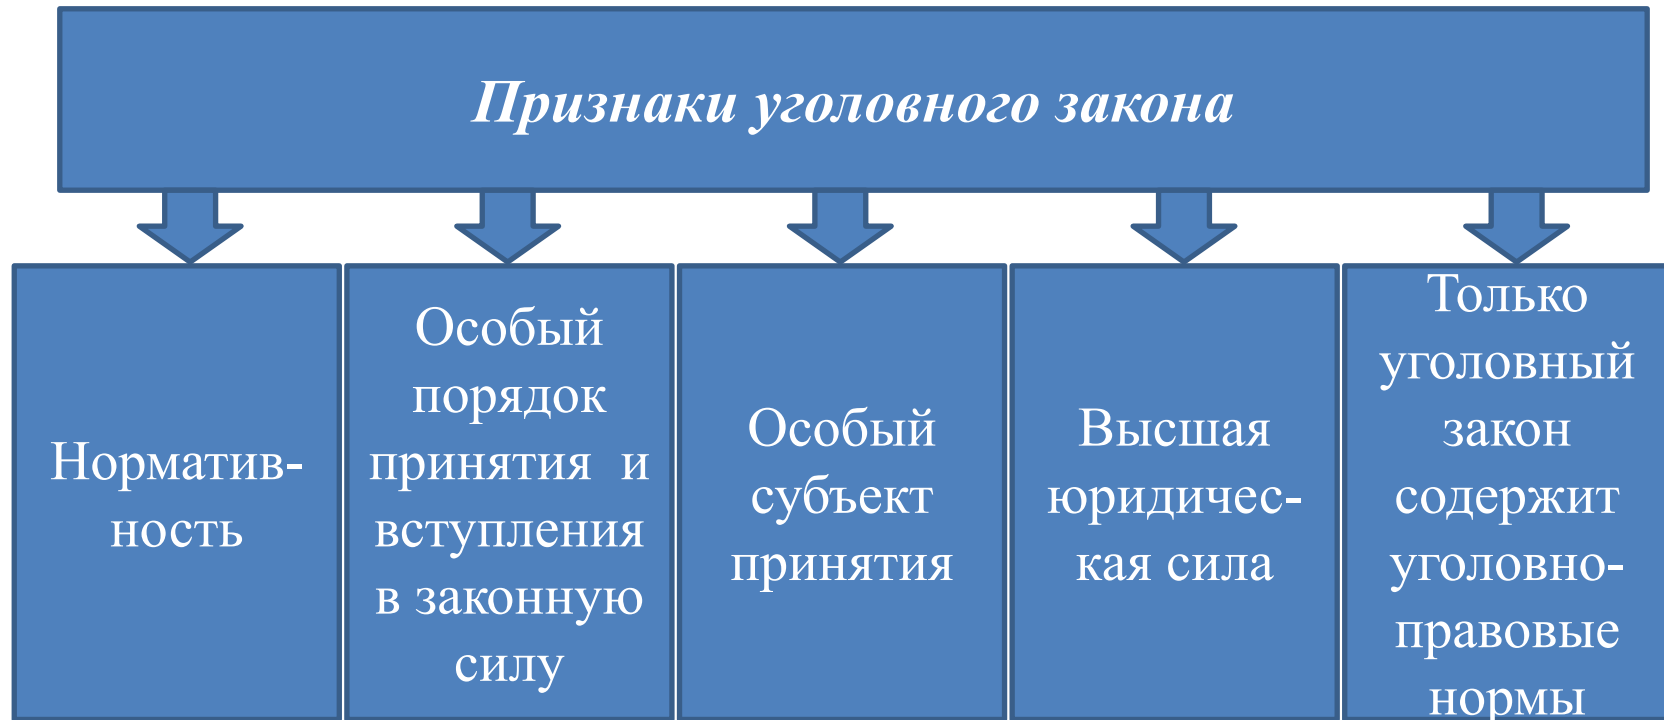 Признаки уголовного закона
Норматив-
ность
Особый
порядок
принятия и
вступления
в законную
силу
Особый
субъект
принятия
Высшая
юридичес-
кая сила
Только
уголовный
закон
содержит
уголовно-
правовые
нормы